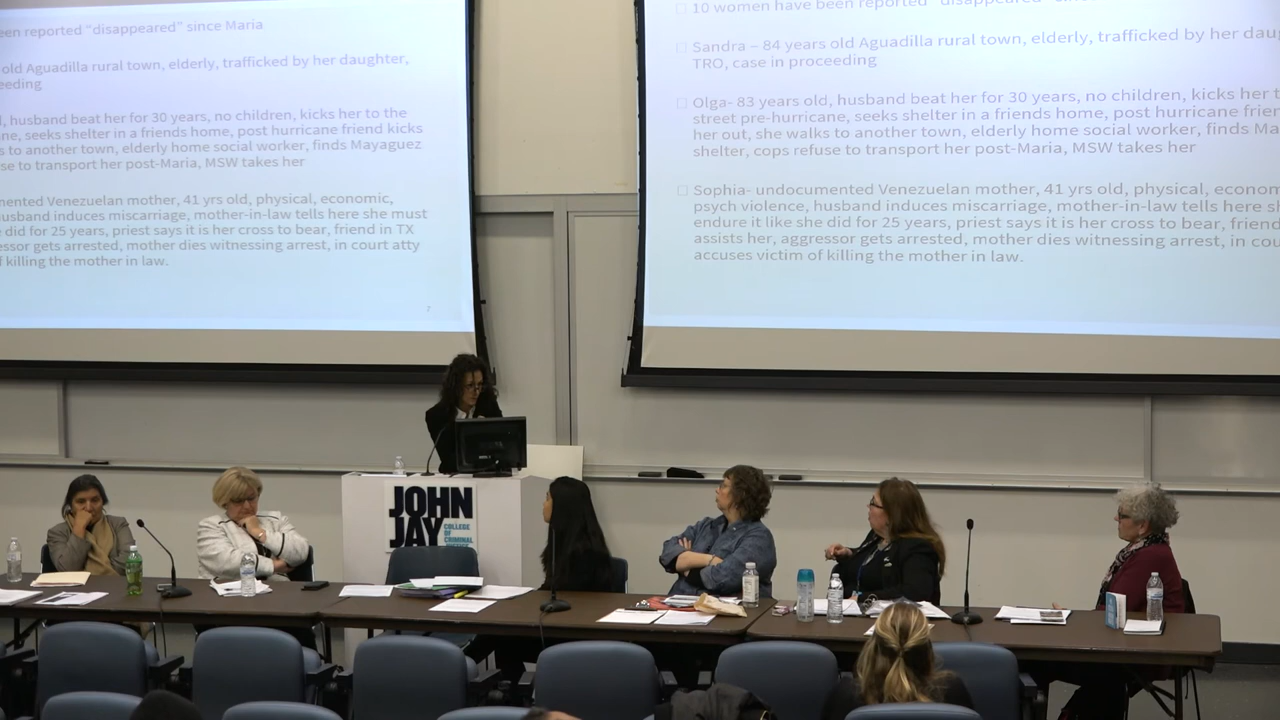 een reported “disappeared” since Maria
old Aguadilla rural town, elderly, trafficked by her daughter,
eeding
, husband beat her for 30 years, no children, kicks her to the
ne, seeks shelter in a friends home, post hurricane friend kicks
s to another town, elderly home social worker, finds Mayaguez
se to transport her post-Maria, MSW takes her
mented Venezuelan mother, 41 yrs old, physical, economic,
usband induces miscarriage, mother-in-law tells here she must
did for 25 years, priest says it is her cross to bear, friend in TX
essor gets arrested, mother dies witnessing arrest, in court atty
f killing the mother in law.
10 women have been reported “disappeared”
Sandra – 84 years old Aguadilla rural town, elderly, trafficked by her daug
TRO, case in proceeding
Olga- 83 years old, husband beat her for 30 years, no children, kicks her t
street pre-hurricane, seeks shelter in a friends home, post hurricane frien
her out, she walks to another town, elderly home social worker, finds Ma
shelter, cops refuse to transport her post-Maria, MSW takes her
Sophia- undocumented Venezuelan mother, 41 yrs old, physical, econom
psych violence, husband induces miscarriage, mother-in-law tells here sh
endure it like she did for 25 years, priest says it is her cross to bear, friend
assists her, aggressor gets arrested, mother dies witnessing arrest, in cou
accuses victim of killing the mother in law.
JOHN
JAY
COLLEGE
OF
CRIMINAL